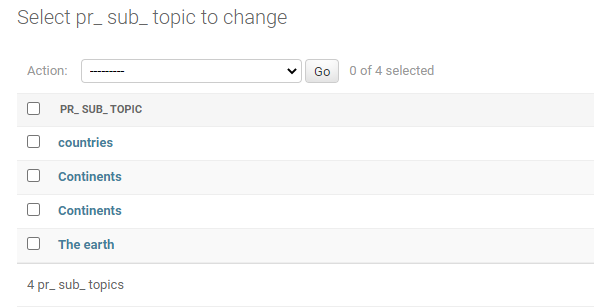 Select pr_ sub_ topic to change
Action: --------- Go 0 of 4 selected
PR_ SUB_ TOPIC
countries
Continents
Continents
The earth
4 pr_ sub_ topics